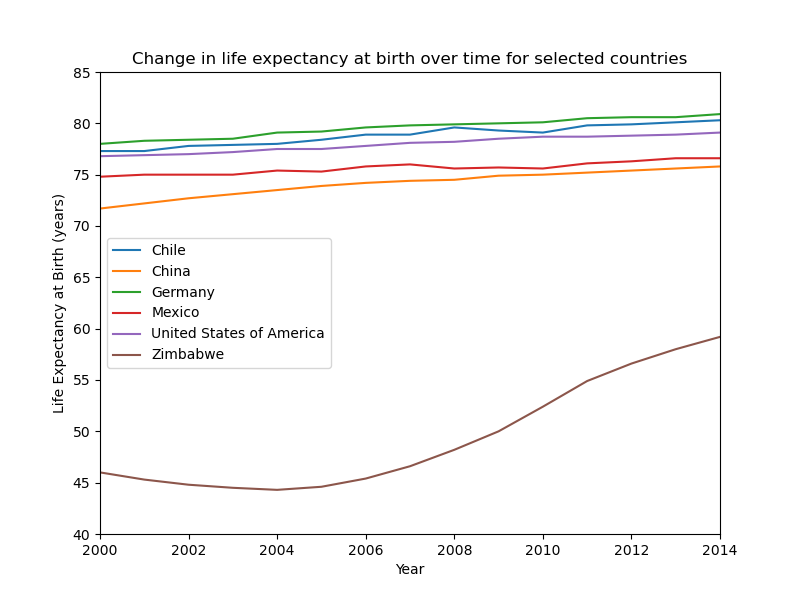 Change in life expectancy at birth over time for selected countries
85
80
75
70
65
60
55
50
45
40
Life Expectancy at Birth (years)
Chile
China
Germany
Mexico
United States of America
Zimbabwe
2000 2002 2004 2006 2008 2010 2012 2014
Year